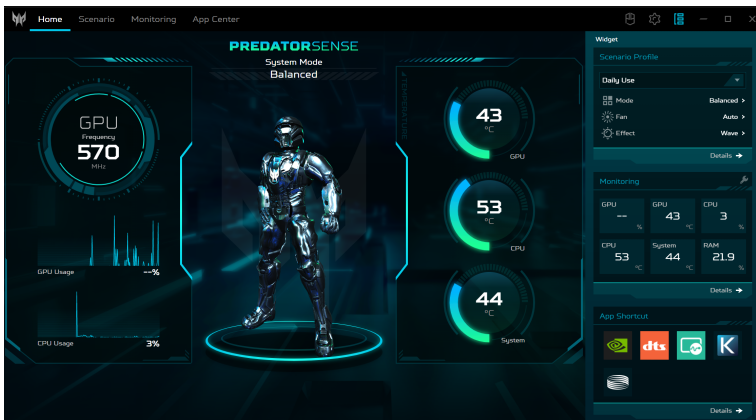 Home Scenario Monitoring App Center
PREDATORSENSE
System Mode
Balanced
GPU
Frequency
570
MHz
GPU Usage --%
CPU Usage 3%
TEMPERATURE
43
°C
GPU
53
°C
CPU
44
°C
System
Widget
Scenario Profile
Daily Use
Mode Balanced >
Fan Auto >
Effect Wave >
Details →
Monitoring
GPU
--
%
GPU
43
°C
CPU
3
%
CPU
53
°C
System
44
°C
RAM
21.9
%
Details →
App Shortcut
dts
K
Details →